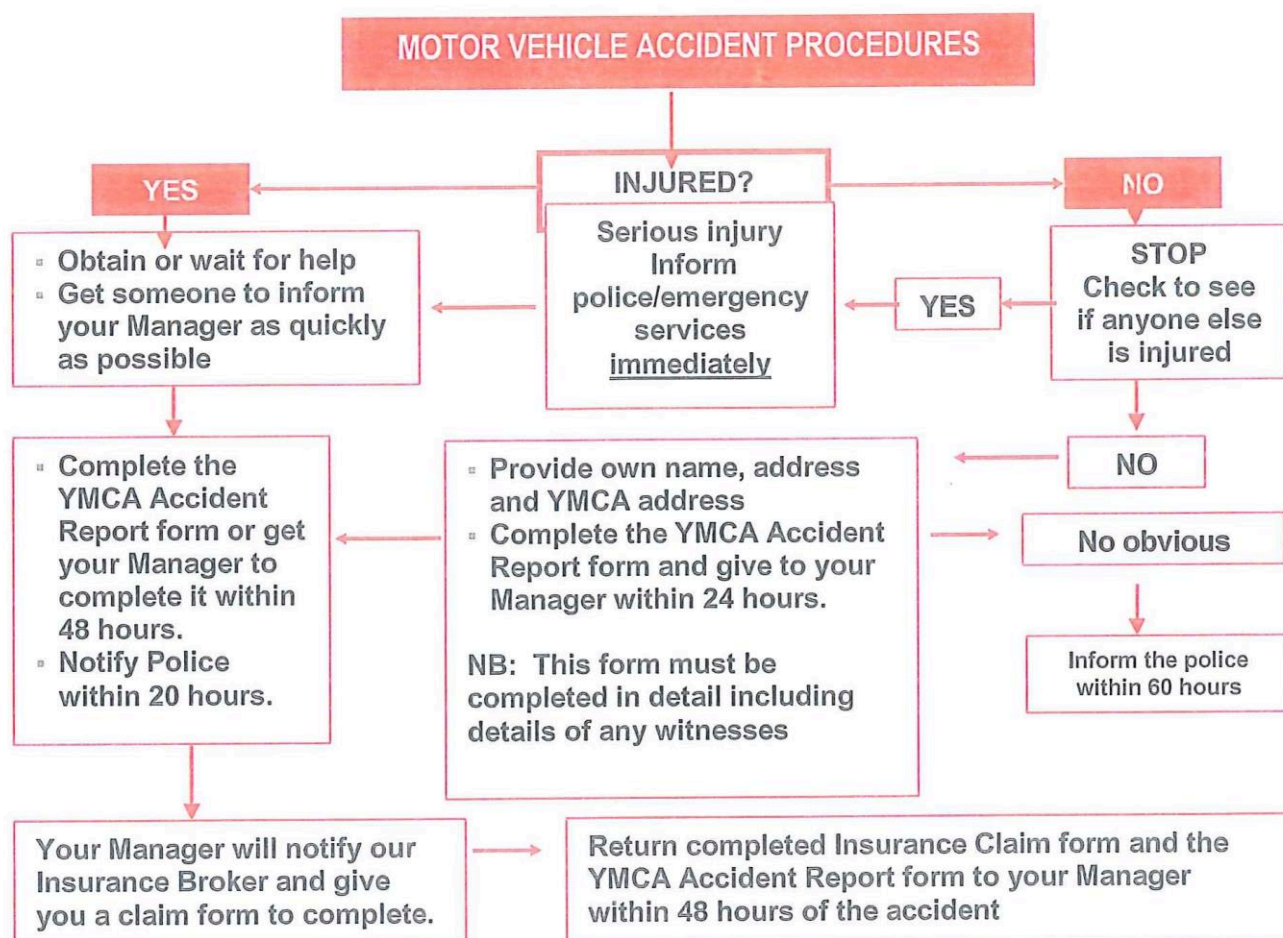 MOTOR VEHICLE ACCIDENT PROCEDURES
INJURED?
YES
NO
▫ Obtain or wait for help
▫ Get someone to inform
your Manager as quickly
as possible
Serious injury
Inform
police/emergency
services
immediately
YES
STOP
Check to see
if anyone else
is injured
▫ Complete the
YMCA Accident
Report form or get
your Manager to
complete it within
48 hours.
▫ Notify Police
within 20 hours.
▫ Provide own name, address
and YMCA address
▫ Complete the YMCA Accident
Report form and give to your
Manager within 24 hours.
NB: This form must be
completed in detail including
details of any witnesses
NO
No obvious
Inform the police
within 60 hours
Your Manager will notify our
Insurance Broker and give
you a claim form to complete.
Return completed Insurance Claim form and the
YMCA Accident Report form to your Manager
within 48 hours of the accident